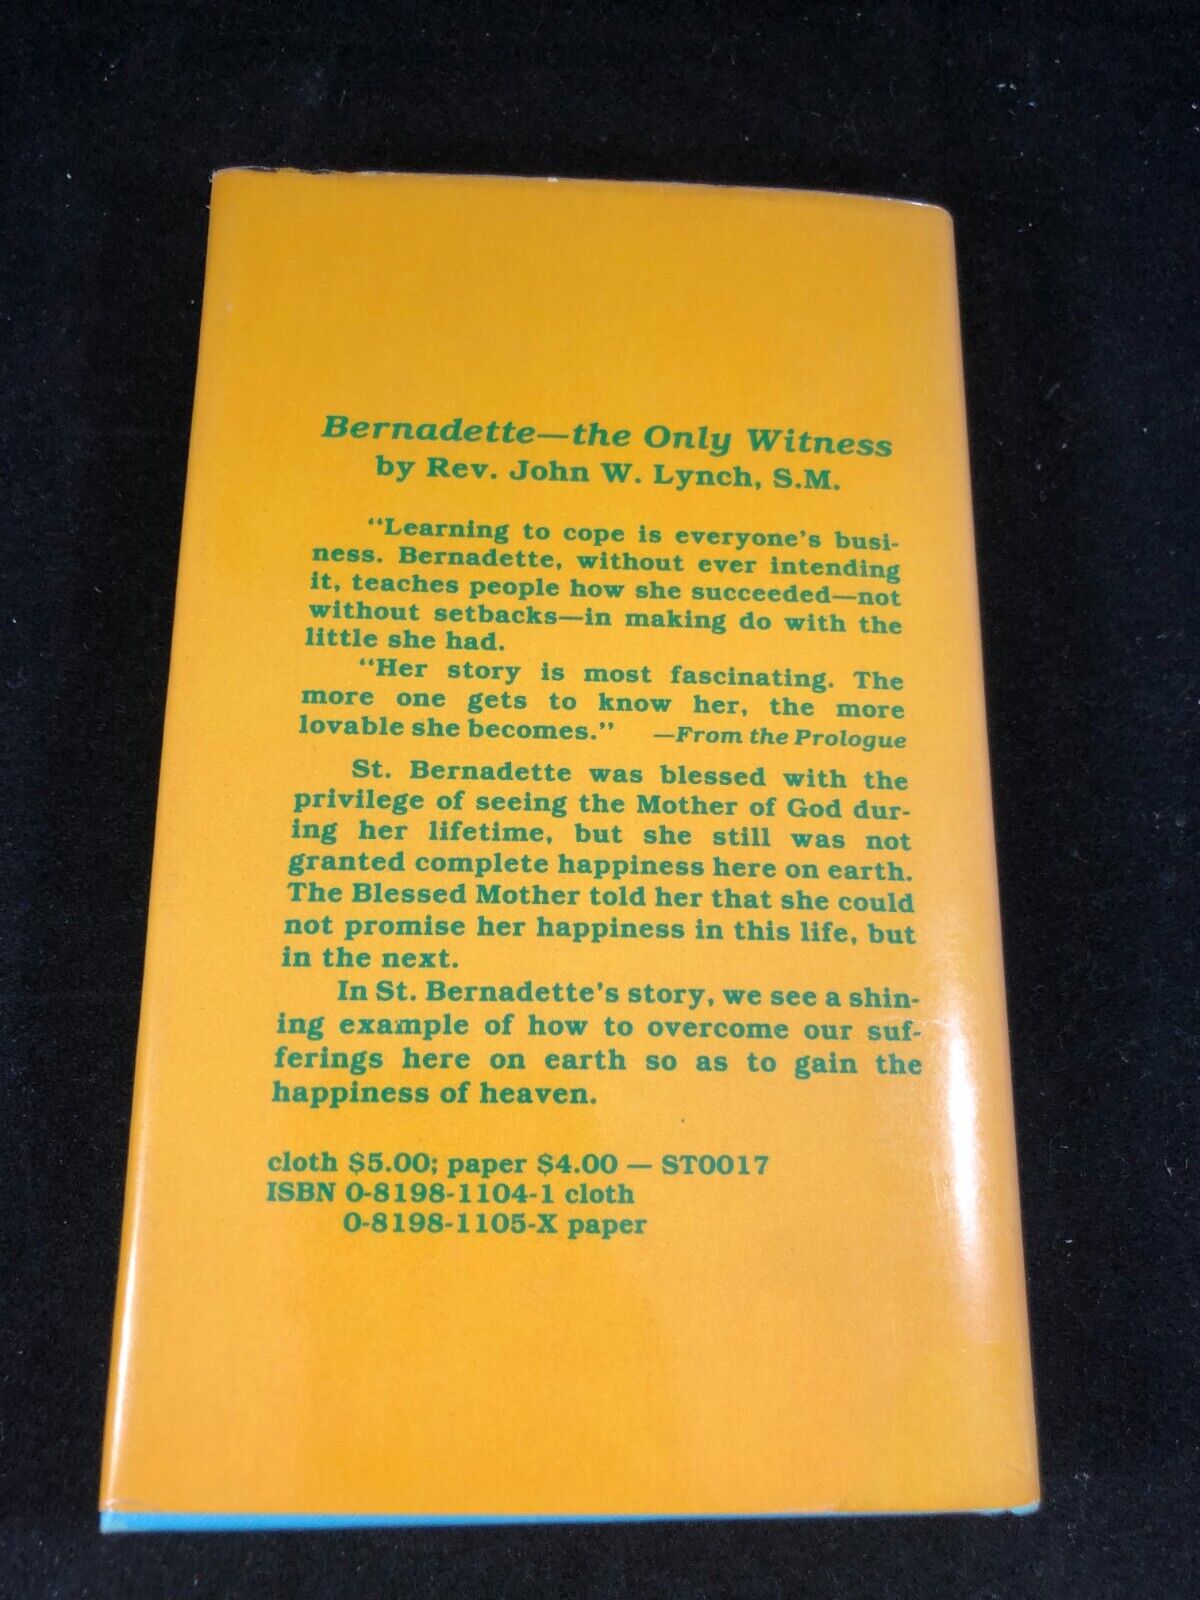 Bernadette—the Only Witness
by Rev. John W. Lynch, S.M.
"Learning to cope is everyone's busi-
ness. Bernadette, without ever intending
it, teaches people how she succeeded—not
without setbacks—in making do with the
little she had.
"Her story is most fascinating. The
more one gets to know her, the more
lovable she becomes." —From the Prologue
St. Bernadette was blessed with the
privilege of seeing the Mother of God dur-
ing her lifetime, but she still was not
granted complete happiness here on earth.
The Blessed Mother told her that she could
not promise her happiness in this life, but
in the next.
In St. Bernadette's story, we see a shin-
ing example of how to overcome our suf-
ferings here on earth so as to gain the
happiness of heaven.
cloth $5.00; paper $4.00 — ST0017
ISBN 0-8198-1104-1 cloth
0-8198-1105-X paper